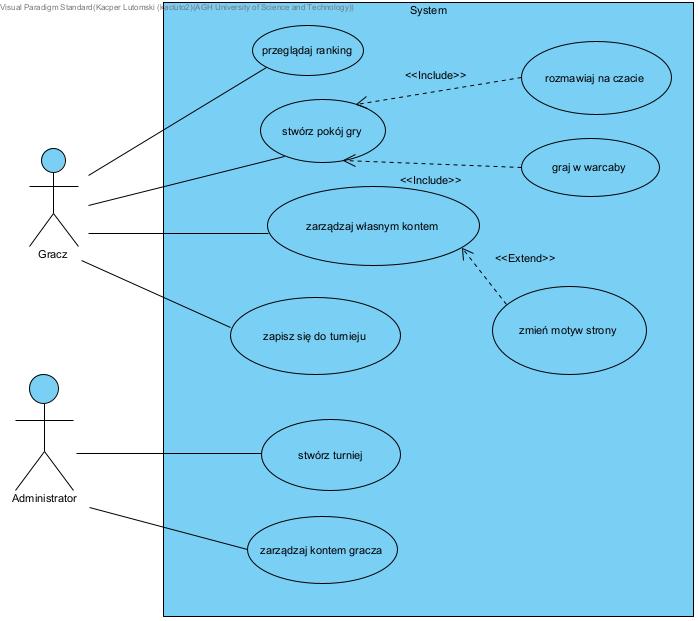 Visual Paradigm Standard(Kacper Lutomski (kacluto2)(AGH University of Science and Technology))
System
przeglądaj ranking
<<Include>>
rozmawiaj na czacie
stwórz pokój gry
graj w warcaby
<<Include>>
zarządzaj własnym kontem
Gracz
<<Extend>>
zmień motyw strony
zapisz się do turnieju
stwórz turniej
Administrator
zarządzaj kontem gracza